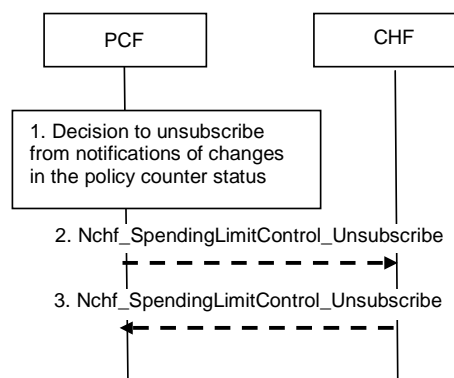 PCF
CHF
1. Decision to unsubscribe
from notifications of changes
in the policy counter status
2. Nchf_SpendingLimitControl_Unsubscribe
3. Nchf_SpendingLimitControl_Unsubscribe